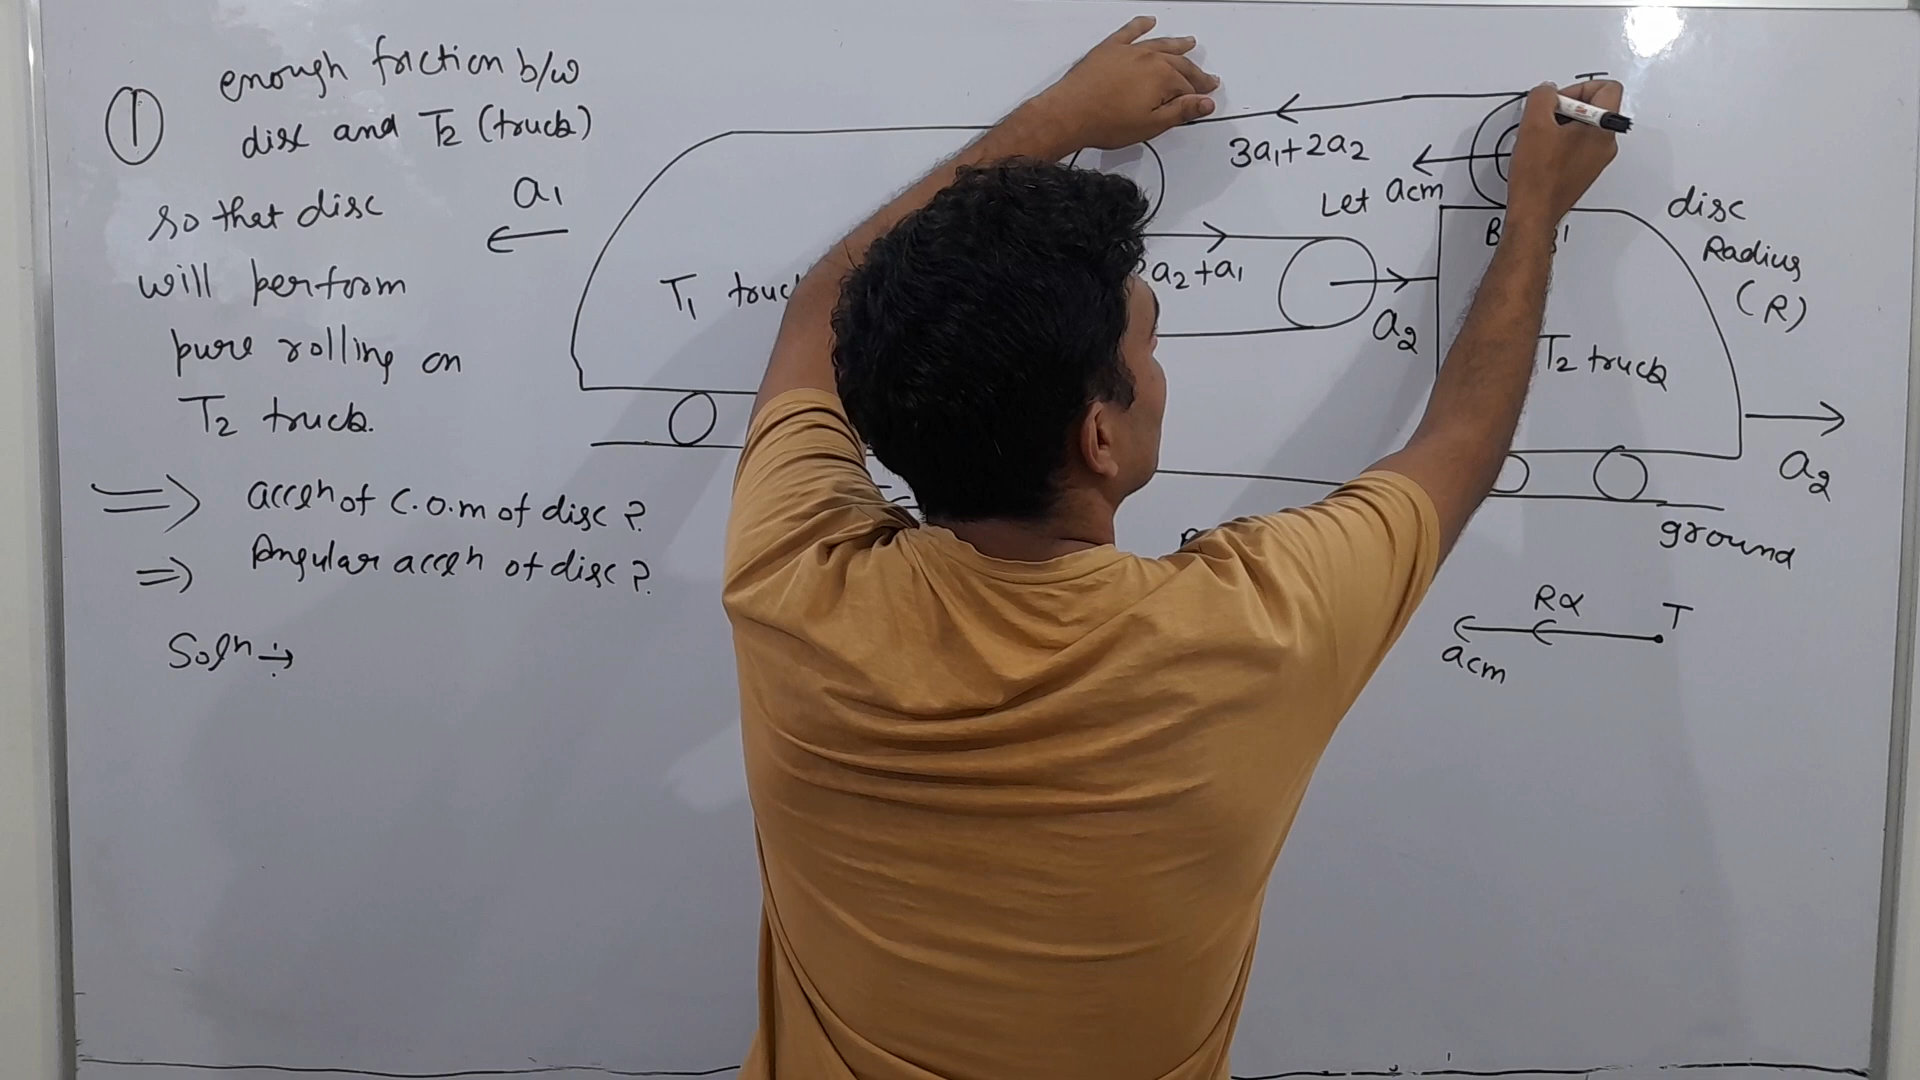 ① enough friction b/w
disc and T2 (truck)
so that disc
will perform
pure rolling on
T2 truck.
⇒ accen of C.O.M of disc ?
⇒ Angular accen of disc ?
Soln ÷→
a1
T1 truck
3a1+2a2
Let acm
T
B
a2+a1
a2
disc
Radius
(R)
T2 truck
a2
ground
Rα
T
acm